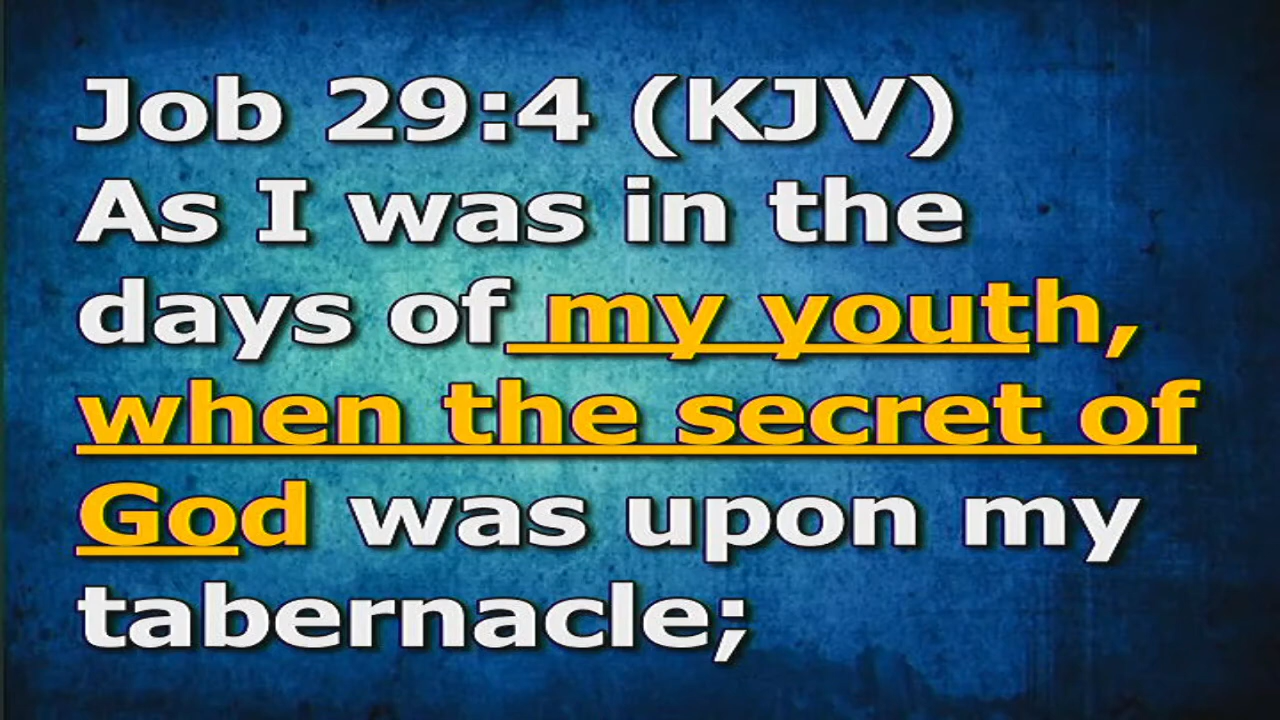 Job 29:4 (KJV)
As I was in the
days of my youth,
when the secret of
God was upon my
tabernacle;